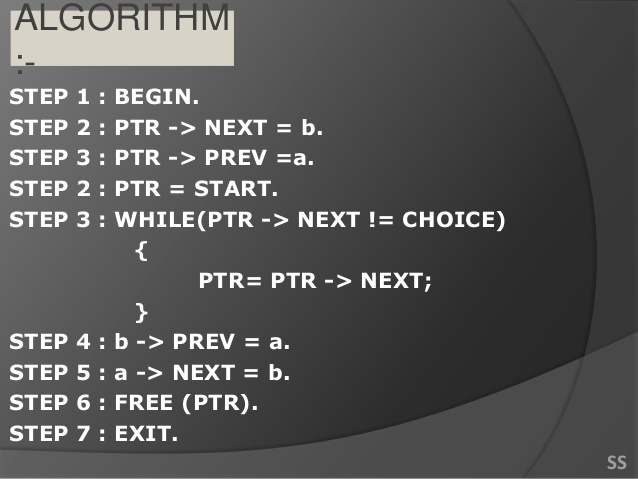 ALGORITHM
:-
STEP 1 : BEGIN.
STEP 2 : PTR -> NEXT = b.
STEP 3 : PTR -> PREV =a.
STEP 2 : PTR = START.
STEP 3 : WHILE(PTR -> NEXT != CHOICE)
{
PTR= PTR -> NEXT;
}
STEP 4 : b -> PREV = a.
STEP 5 : a -> NEXT = b.
STEP 6 : FREE (PTR).
STEP 7 : EXIT.
SS